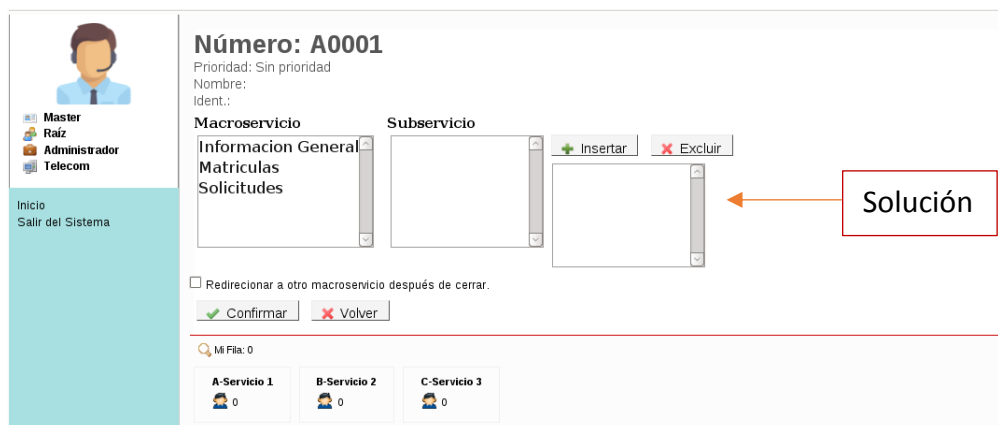 Número: A0001
Prioridad: Sin prioridad
Nombre:
Ident.:
Master
Raíz
Administrador
Telecom
Inicio
Salir del Sistema
Macroservicio
Subservicio
Informacion General
Matriculas
Solicitudes
Insertar
Excluir
Solución
Redirecionar a otro macroservicio después de cerrar.
Confirmar
Volver
Mi Fila: 0
A-Servicio 1
0
B-Servicio 2
0
C-Servicio 3
0